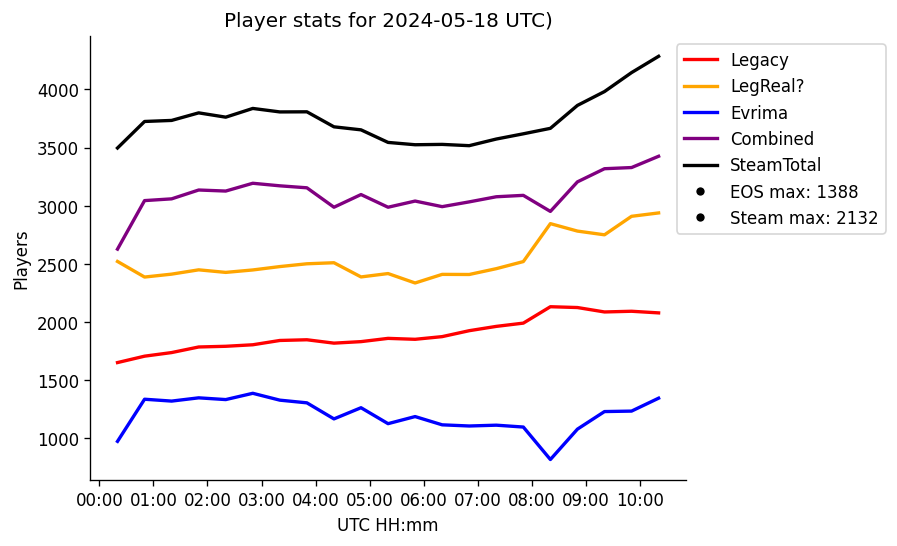 Player stats for 2024-05-18 UTC)
Players
4000
3500
3000
2500
2000
1500
1000
00:00 01:00 02:00 03:00 04:00 05:00 06:00 07:00 08:00 09:00 10:00
UTC HH:mm
Legacy
LegReal?
Evrima
Combined
SteamTotal
EOS max: 1388
Steam max: 2132